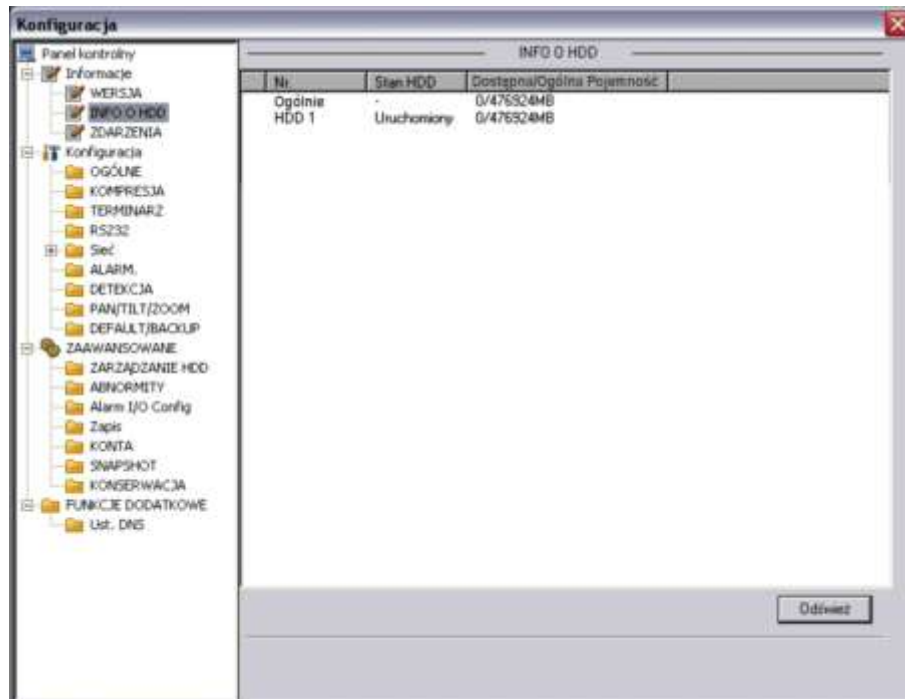 Konfiguracja
Panel kontrolny
Informacje
WERSJA
INFO O HDD
ZDARZENIA
Konfiguracja
OGÓLNE
KOMPRESJA
TERMINARZ
RS232
Sieć
ALARM.
DETEKCJA
PAN/TILT/ZOOM
DEFAULT/BACKUP
ZAAWANSOWANE
ZARZĄDZANIE HDD
ABNORMITY
Alarm I/O Config
Zapis
KONTA
SNAPSHOT
KONSERWACJA
FUNKCJE DODATKOWE
Ust. DNS
INFO O HDD
Nr. Stan HDD Dostępna/Ogólna Pojemność
Ogólnie - 0/476924MB
HDD 1 Uruchomiony 0/476924MB
Odśwież